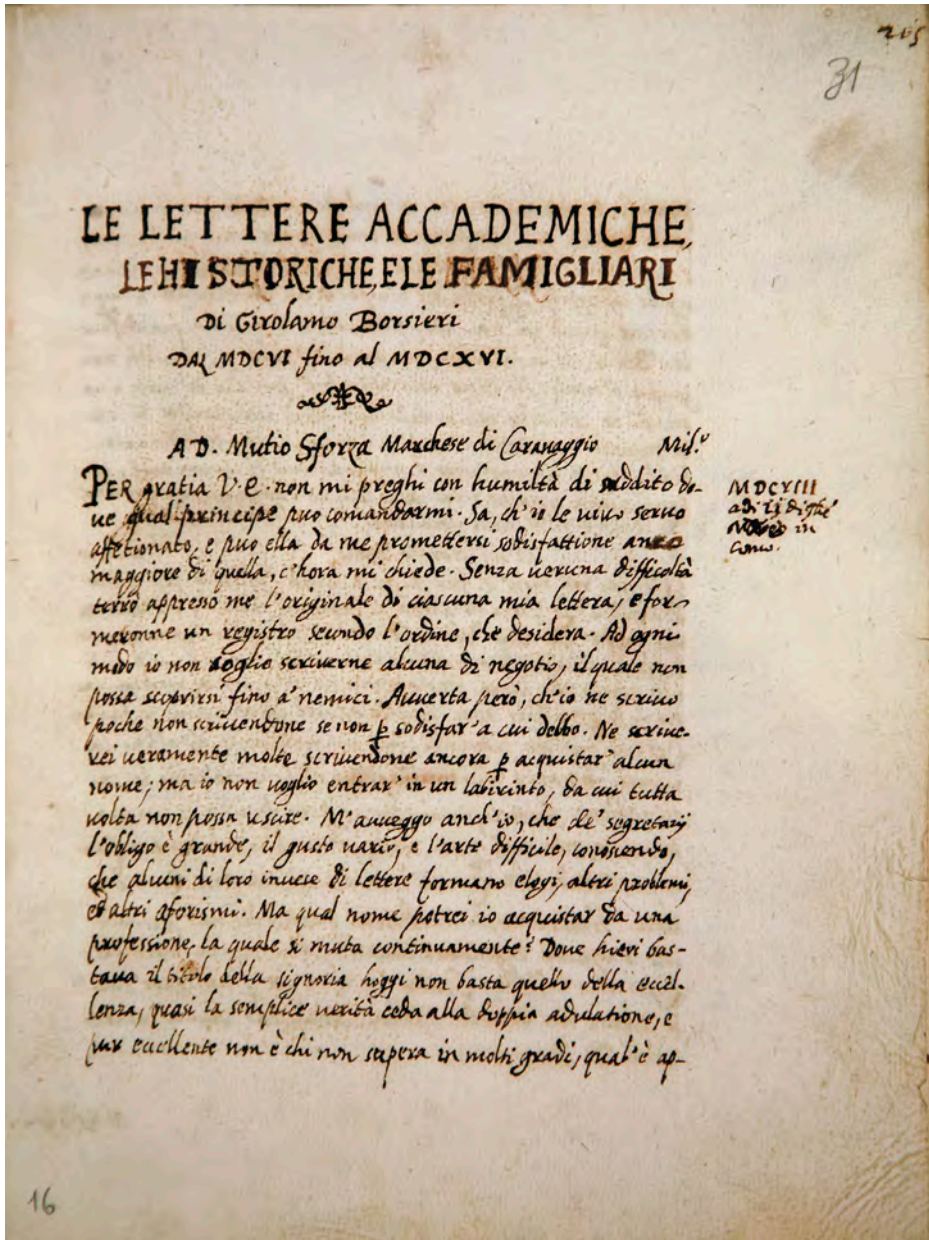 205
31
LE LETTERE ACCADEMICHE,
LE HISTORICHE, E LE FAMIGLIARI
Di Girolamo Borsieri
DAL MDCVI fino al MDCXVI.
A D. Mutio Sforza Marchese di Caravaggio Mil.º
PER gratia V.E. non mi preghi con humiltà di suddito do-
ue qual principe puo comandarmi. Sa, ch'io le viuo seruo
affetionato, e puo ella da me promettersi sodisfattione anco
maggiore di quella, c'hora mi chiede. Senza ueruna difficoltà
terrò appresso me l'originale di ciascuna mia lettera, e for-
meronne un registro secondo l'ordine, che desidera. Ad ogni
modo io non voglio scriuerne alcuna di negotio, il quale non
possa scoprirsi fino a' nemici. Auuerta però, ch'io ne scriuo
poche non scriuendone se non p sodisfar' a cui debbo. Ne scriue-
rei ueramente molte scriuendone ancora p acquistar' alcun
nome; ma io non uoglio entrar' in un labirinto, da cui tutta
uolta non possa uscire. M'auueggo anch'io, che de' segretarij
l'obligo è grande, il gusto uario, e l'arte difficile, conoscendo,
che alcuni di loro inuece di lettere formano elogi, altri problemi,
ed altri aforismi. Ma qual nome potrei io acquistar da una
professione, la quale si muta continuamente? Doue hieri bas-
taua il titolo della signoria hoggi non basta quello della eccel-
lenza, quasi la semplice uerità ceda alla doppia adulatione, e
pur eccellente non è chi non supera in molti gradi, qual'è ap-
MDCXIII
adi
in
Como.
16